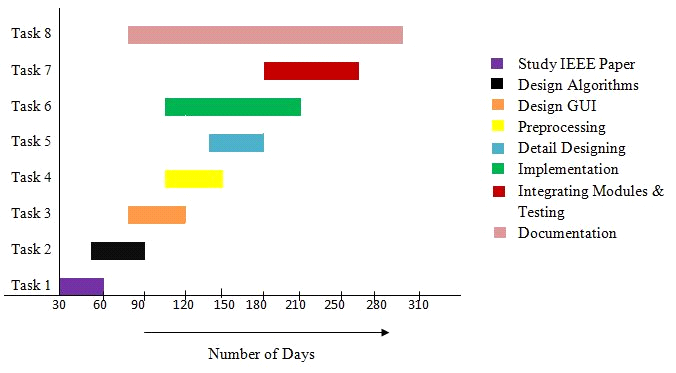 Task 8
Task 7
Task 6
Task 5
Task 4
Task 3
Task 2
Task 1
30 60 90 120 150 180 210 250 280 310
Number of Days
Study IEEE Paper
Design Algorithms
Design GUI
Preprocessing
Detail Designing
Implementation
Integrating Modules &
Testing
Documentation